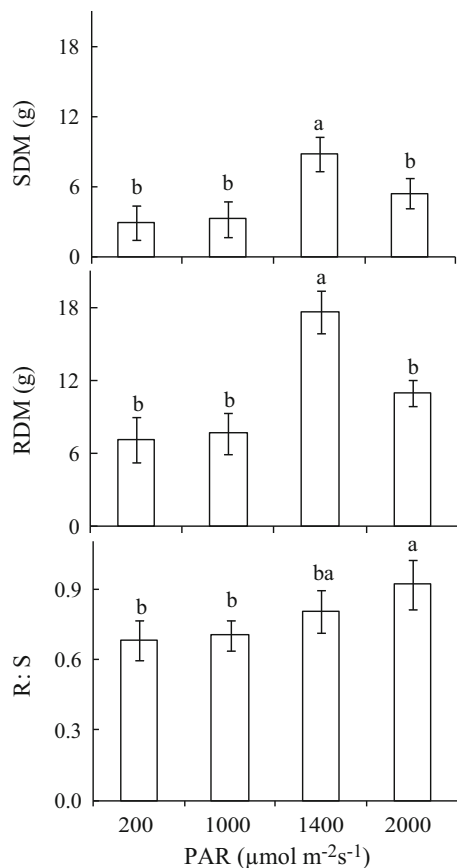 18
12
6
0
SDM (g)
b
b
a
b
18
12
6
0
RDM (g)
b
b
a
b
0.9
0.6
0.3
0.0
R: S
b
b
ba
a
200 1000 1400 2000
PAR (µmol m⁻²s⁻¹)